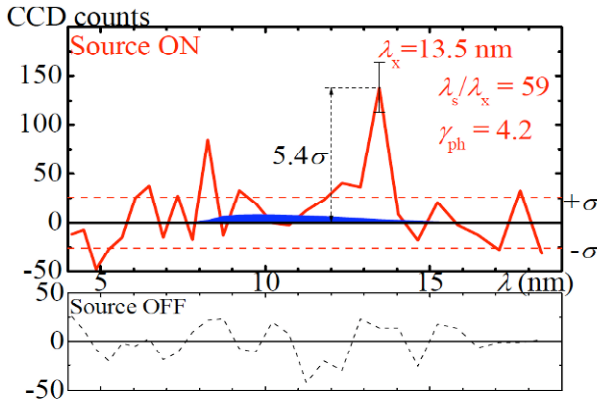 CCD counts
Source ON
λx=13.5 nm
λs/λx = 59
γph = 4.2
5.4σ
150
100
50
0
-50
+σ
-σ
5
10
15
λ (nm)
Source OFF
50
0
-50